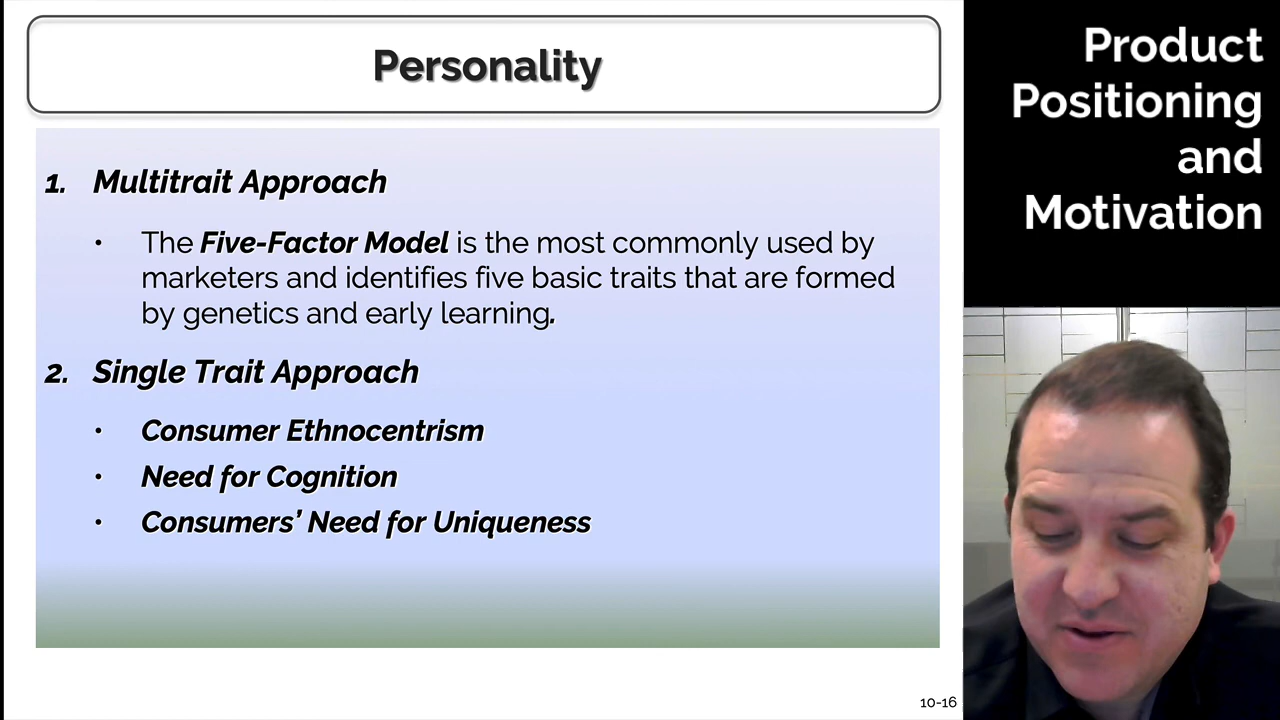 Personality
1. Multitrait Approach
• The Five-Factor Model is the most commonly used by
marketers and identifies five basic traits that are formed
by genetics and early learning.
2. Single Trait Approach
• Consumer Ethnocentrism
• Need for Cognition
• Consumers’ Need for Uniqueness
10-16
Product
Positioning
and
Motivation